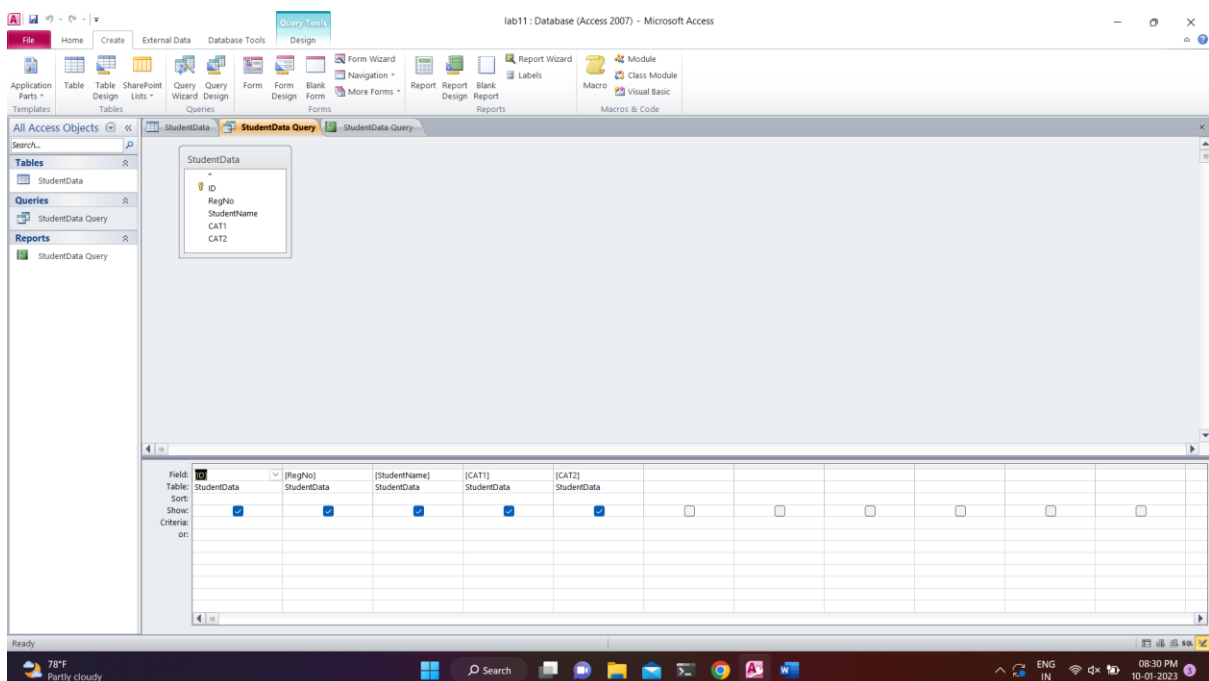 A
Query Tools
lab11 : Database (Access 2007) - Microsoft Access
File Home Create External Data Database Tools Design
Application Parts
Table
Table Design
SharePoint Lists
Query Wizard
Query Design
Form
Form Design
Blank Form
Form Wizard
Navigation
More Forms
Report
Report Design
Blank Report
Report Wizard
Labels
Macro
Module
Class Module
Visual Basic
Templates Tables Queries Forms Reports Macros & Code
All Access Objects
Search...
Tables
StudentData
Queries
StudentData Query
Reports
StudentData Query
StudentData StudentData Query StudentData Query
StudentData
*
ID
RegNo
StudentName
CAT1
CAT2
Field: [ID] [RegNo] [StudentName] [CAT1] [CAT2]
Table: StudentData StudentData StudentData StudentData StudentData
Sort:
Show:
Criteria:
or:
Ready
SQL
78°F
Partly cloudy
Search
W
ENG
IN
08:30 PM
10-01-2023
3